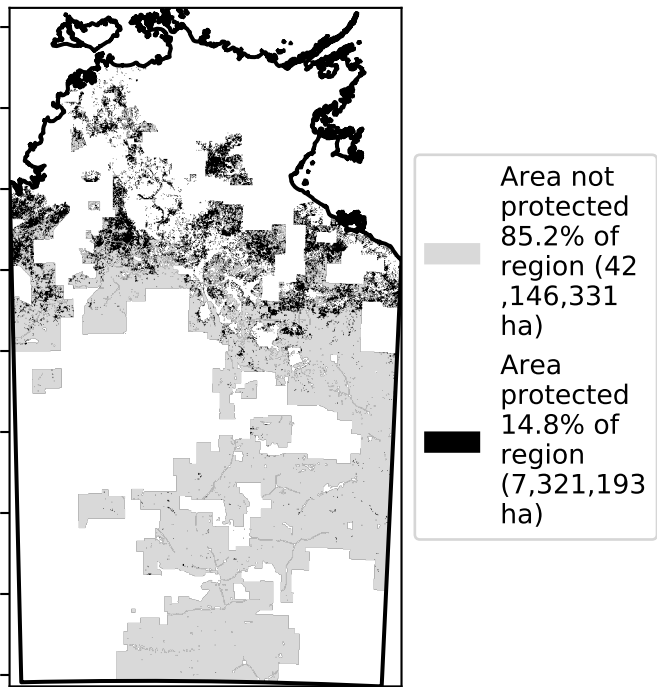 Area not
protected
85.2% of
region (42
,146,331
ha)
Area
protected
14.8% of
region
(7,321,193
ha)